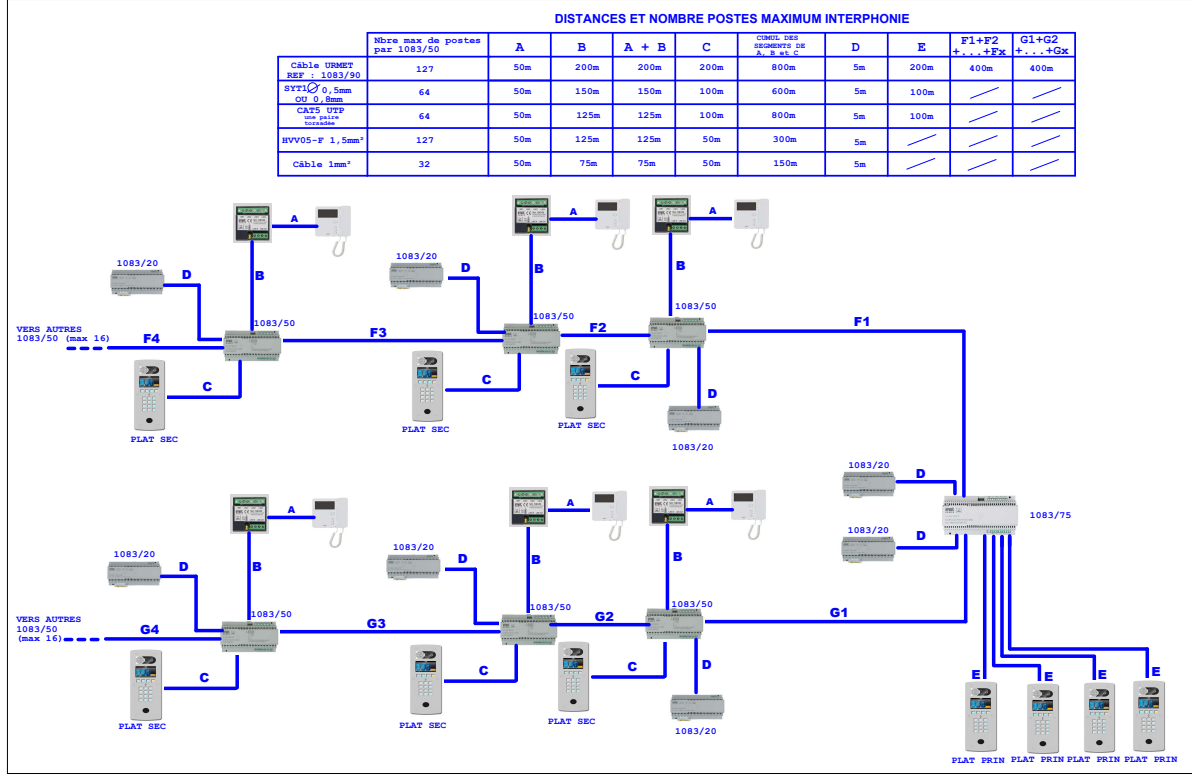 DISTANCES ET NOMBRE POSTES MAXIMUM INTERPHONIE
Nbre max de postes par 1083/50 A B A + B C CUMUL DES SEGMENTS DE A, B et C D E F1+F2 +...+Fx G1+G2 +...+Gx
Câble URMET REF : 1083/90 127 50m 200m 200m 200m 800m 5m 200m 400m 400m
SYT1Ø 0,5mm OU 0,8mm 64 50m 150m 150m 100m 600m 5m 100m
CAT5 UTP une paire torsadée 64 50m 125m 125m 100m 800m 5m 100m
HVV05-F 1,5mm² 127 50m 125m 125m 50m 300m 5m
Câble 1mm² 32 50m 75m 75m 50m 150m 5m
A A A
1083/20 D B 1083/20 D B B
1083/50 1083/50 1083/50
VERS AUTRES
1083/50 (max 16)
F4 F3 F2 F1
C C C D
PLAT SEC PLAT SEC PLAT SEC
1083/20
1083/20 D
1083/75
1083/20 D
A A A
1083/20 D B 1083/20 D B B
1083/50 1083/50 1083/50
VERS AUTRES
1083/50
(max 16)
G4 G3 G2 G1
C C C D
PLAT SEC PLAT SEC PLAT SEC
1083/20
E E E E
PLAT PRIN PLAT PRIN PLAT PRIN PLAT PRIN